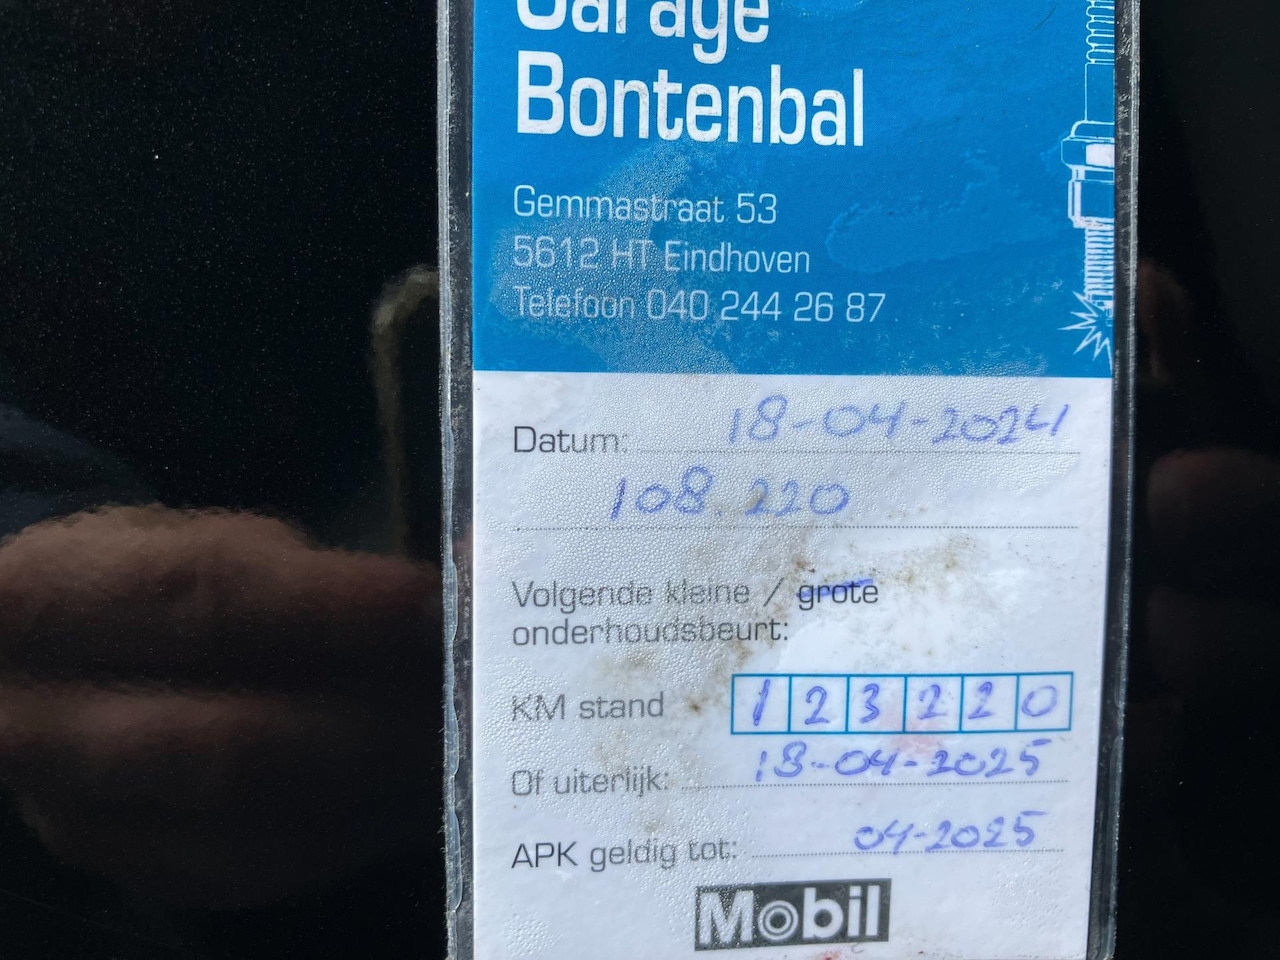 Garage
Bontenbal
Gemmastraat 53
5612 HT Eindhoven
Telefoon 040 244 26 87
Datum: 18-04-2024
108.220
Volgende kleine / grote
onderhoudsbeurt:
KM stand 123220
Of uiterlijk: 18-04-2025
APK geldig tot: 04-2025
Mobil